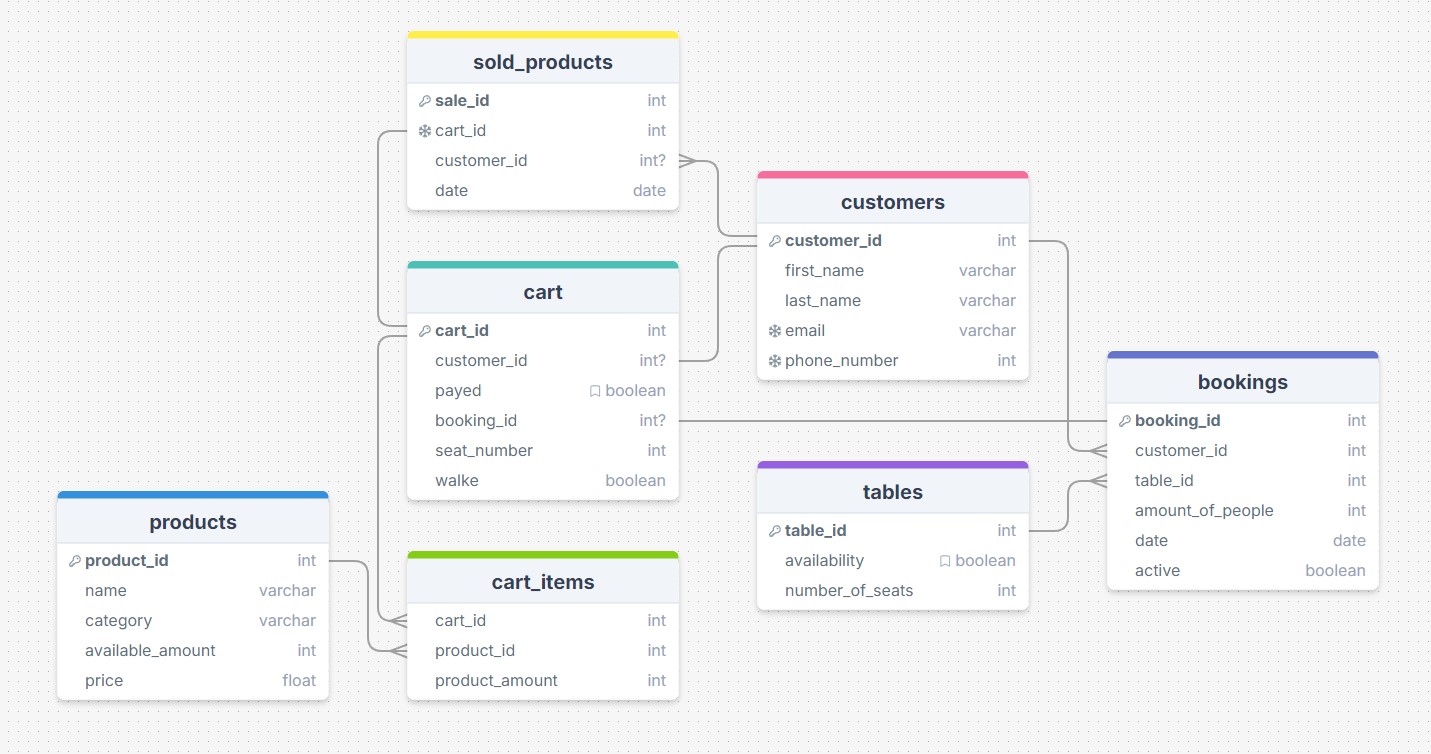 sold_products
sale_id int
cart_id int
customer_id int?
date date
customers
customer_id int
first_name varchar
last_name varchar
email varchar
phone_number int
cart
cart_id int
customer_id int?
payed boolean
booking_id int?
seat_number int
walke boolean
bookings
booking_id int
customer_id int
table_id int
amount_of_people int
date date
active boolean
tables
table_id int
availability boolean
number_of_seats int
products
product_id int
name varchar
category varchar
available_amount int
price float
cart_items
cart_id int
product_id int
product_amount int